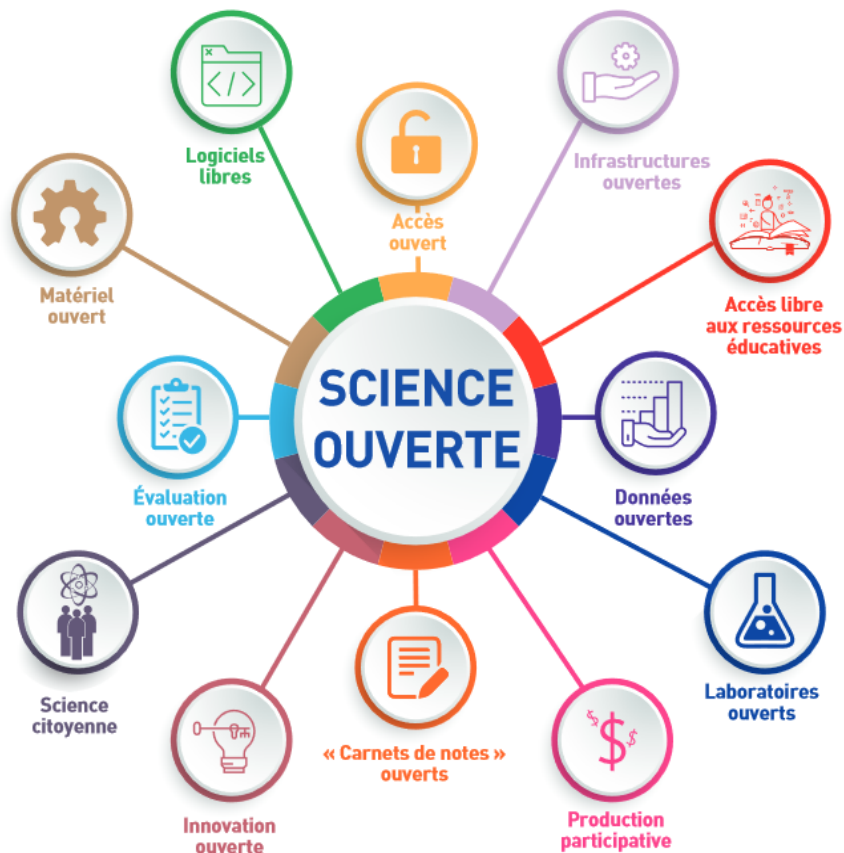 Logiciels
libres
Accès
ouvert
Infrastructures
ouvertes
Matériel
ouvert
Accès libre
aux ressources
éducatives
SCIENCE
OUVERTE
Évaluation
ouverte
Données
ouvertes
Science
citoyenne
Laboratoires
ouverts
« Carnets de notes »
ouverts
Innovation
ouverte
Production
participative